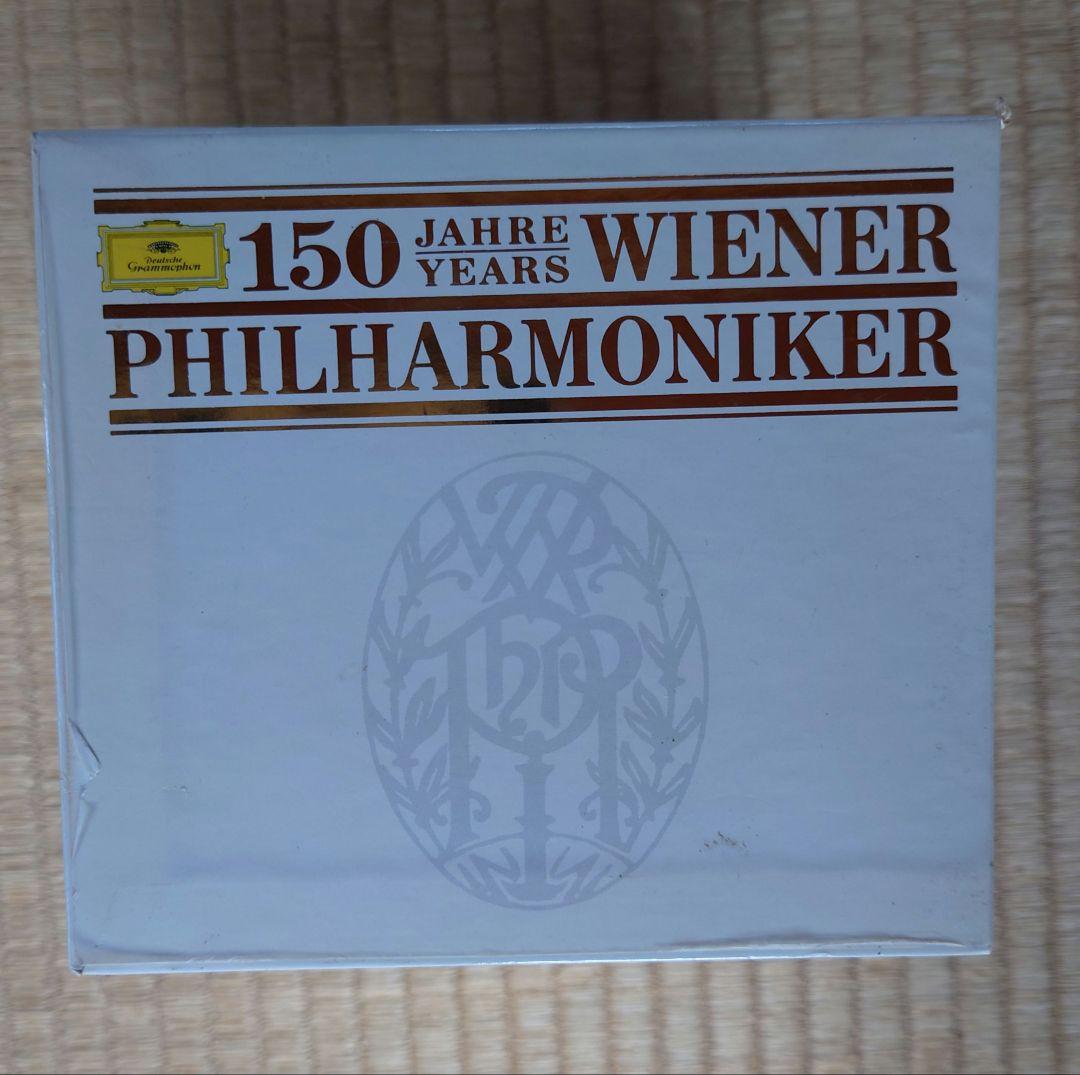 Deutsche
Grammophon
150 JAHRE YEARS WIENER
PHILHARMONIKER